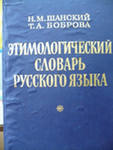 Н.М.ШАНСКИЙ
Т.А.БОБРОВА
ЭТИМОЛОГИЧЕСКИЙ
СЛОВАРЬ
РУССКОГО ЯЗЫКА